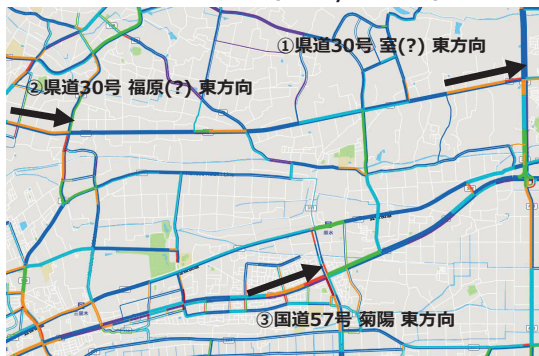 ①県道30号 室(?) 東方向
②県道30号 福原(?) 東方向
③国道57号 菊陽 東方向